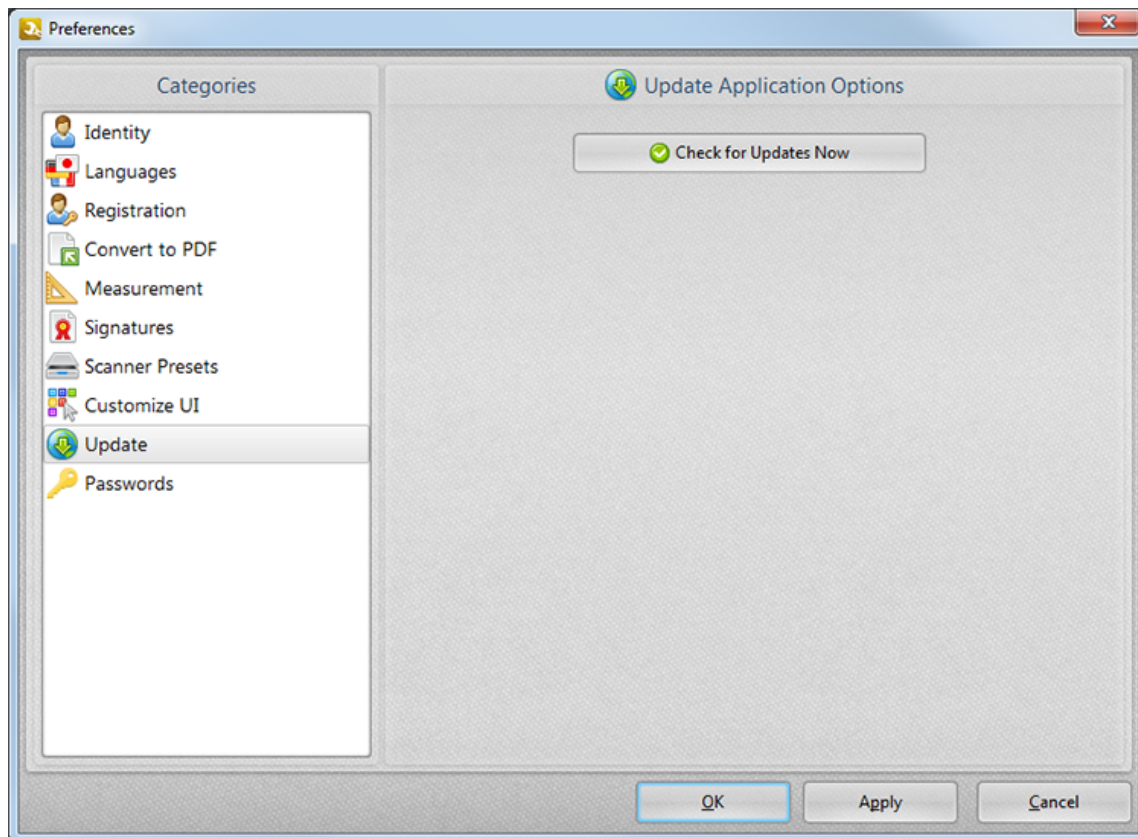 Preferences
Categories
Update Application Options
Identity
Check for Updates Now
Languages
Registration
Convert to PDF
Measurement
Signatures
Scanner Presets
Customize UI
Update
Passwords
OK
Apply
Cancel